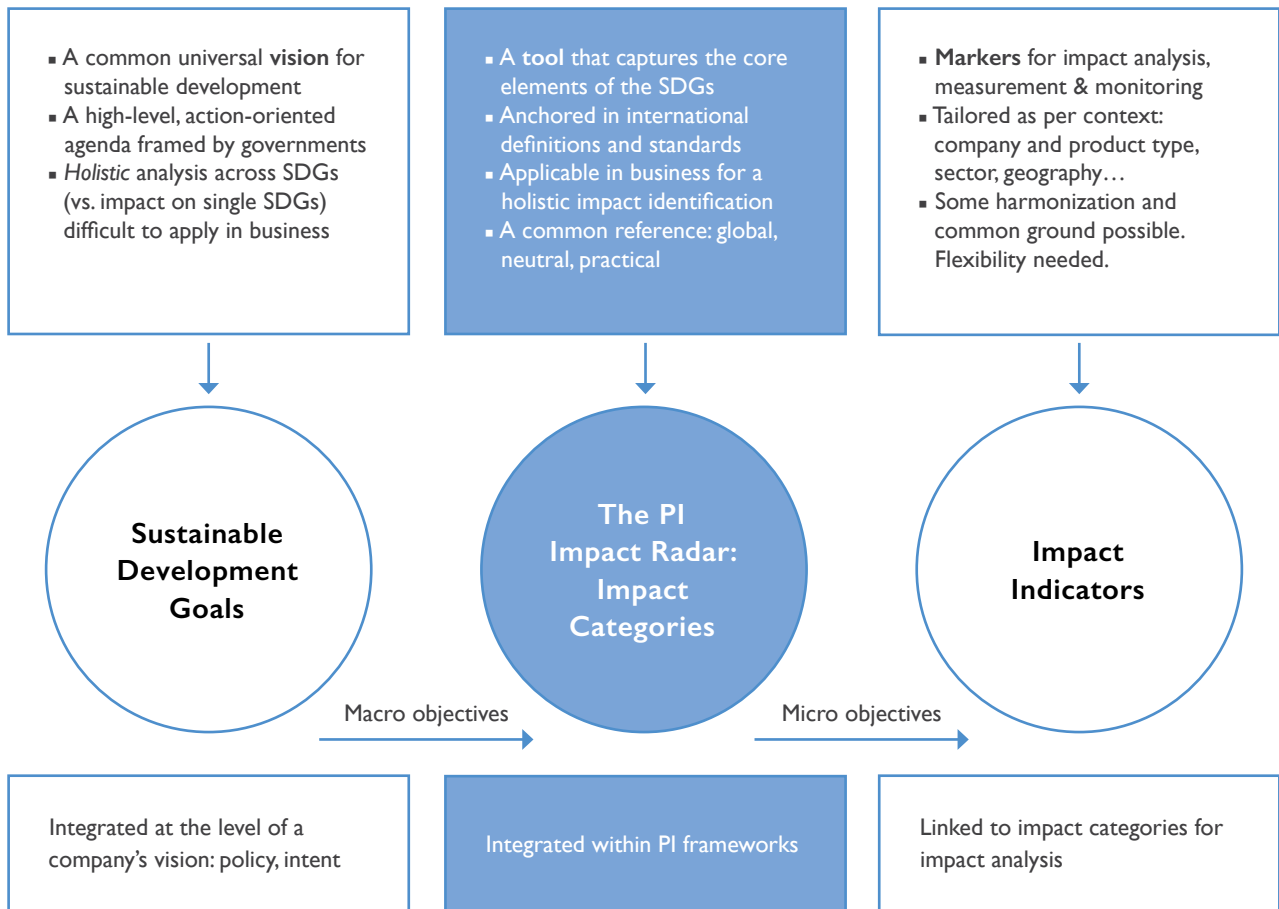 ▪ A common universal vision for
sustainable development
▪ A high-level, action-oriented
agenda framed by governments
▪ Holistic analysis across SDGs
(vs. impact on single SDGs)
difficult to apply in business
▪ A tool that captures the core
elements of the SDGs
▪ Anchored in international
definitions and standards
▪ Applicable in business for a
holistic impact identification
▪ A common reference: global,
neutral, practical
▪ Markers for impact analysis,
measurement & monitoring
▪ Tailored as per context:
company and product type,
sector, geography…
▪ Some harmonization and
common ground possible.
Flexibility needed.
Sustainable
Development
Goals
The PI
Impact Radar:
Impact
Categories
Impact
Indicators
Macro objectives
Micro objectives
Integrated at the level of a
company’s vision: policy, intent
Integrated within PI frameworks
Linked to impact categories for
impact analysis